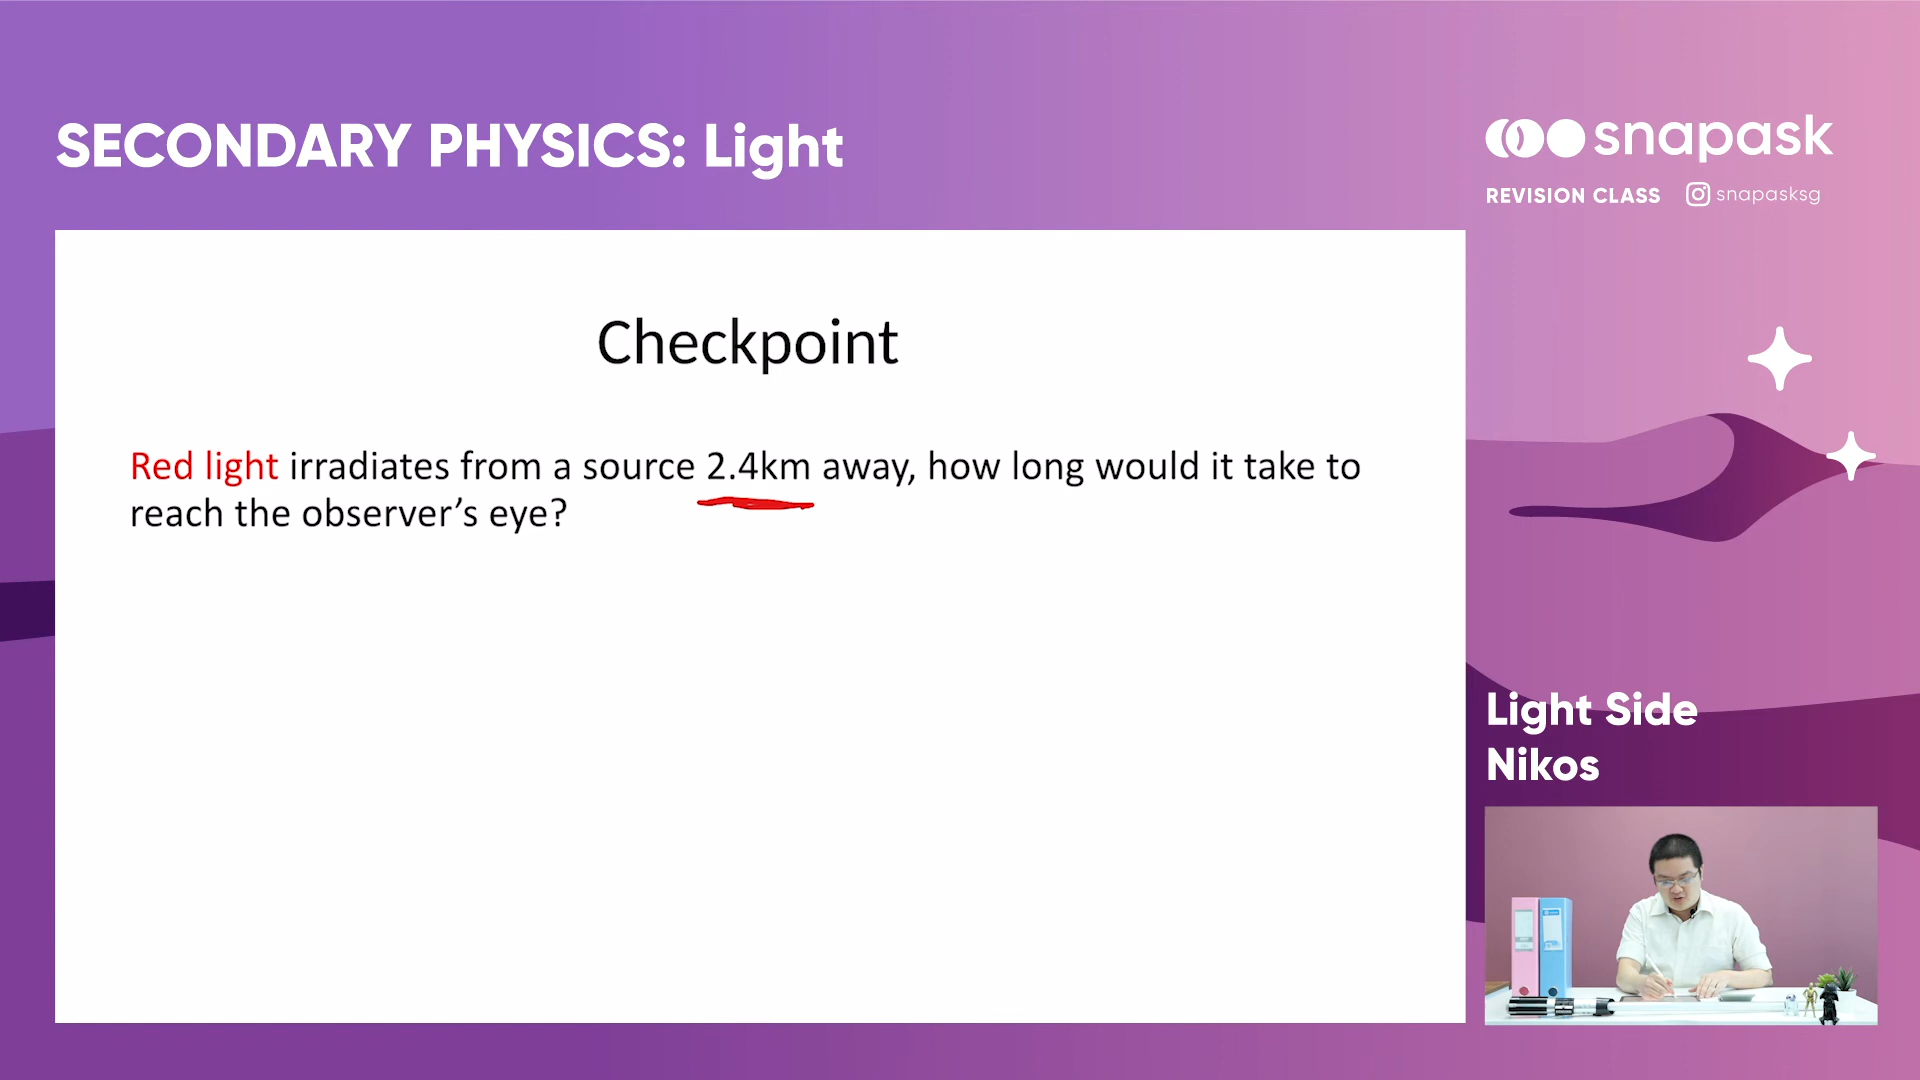 SECONDARY PHYSICS: Light
snapask
REVISION CLASS snapasksg
Checkpoint
Red light irradiates from a source 2.4km away, how long would it take to
reach the observer’s eye?
Light Side
Nikos